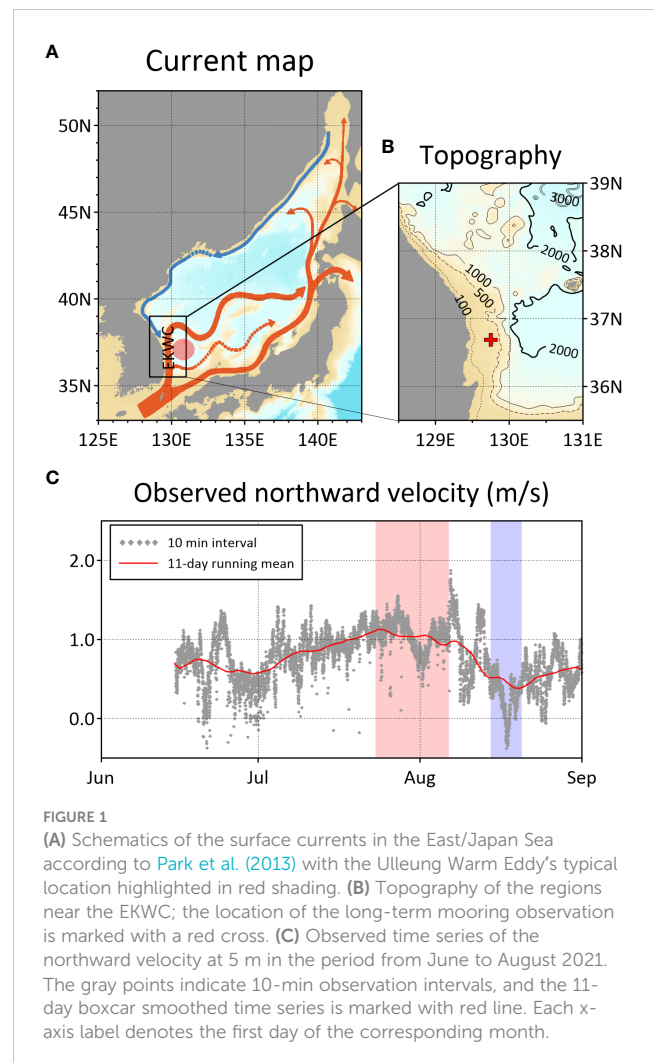 A
Current map
50N
45N
40N
35N
125E
130E
135E
140E
EKWC
B
Topography
39N
38N
37N
36N
129E
130E
131E
3000
2000
1000
500
100
2000
C
Observed northward velocity (m/s)
10 min interval
11-day running mean
2.0
1.0
0.0
Jun
Jul
Aug
Sep
FIGURE 1
(A) Schematics of the surface currents in the East/Japan Sea
according to Park et al. (2013) with the Ulleung Warm Eddy's typical
location highlighted in red shading. (B) Topography of the regions
near the EKWC; the location of the long-term mooring observation
is marked with a red cross. (C) Observed time series of the
northward velocity at 5 m in the period from June to August 2021.
The gray points indicate 10-min observation intervals, and the 11-
day boxcar smoothed time series is marked with red line. Each x-
axis label denotes the first day of the corresponding month.